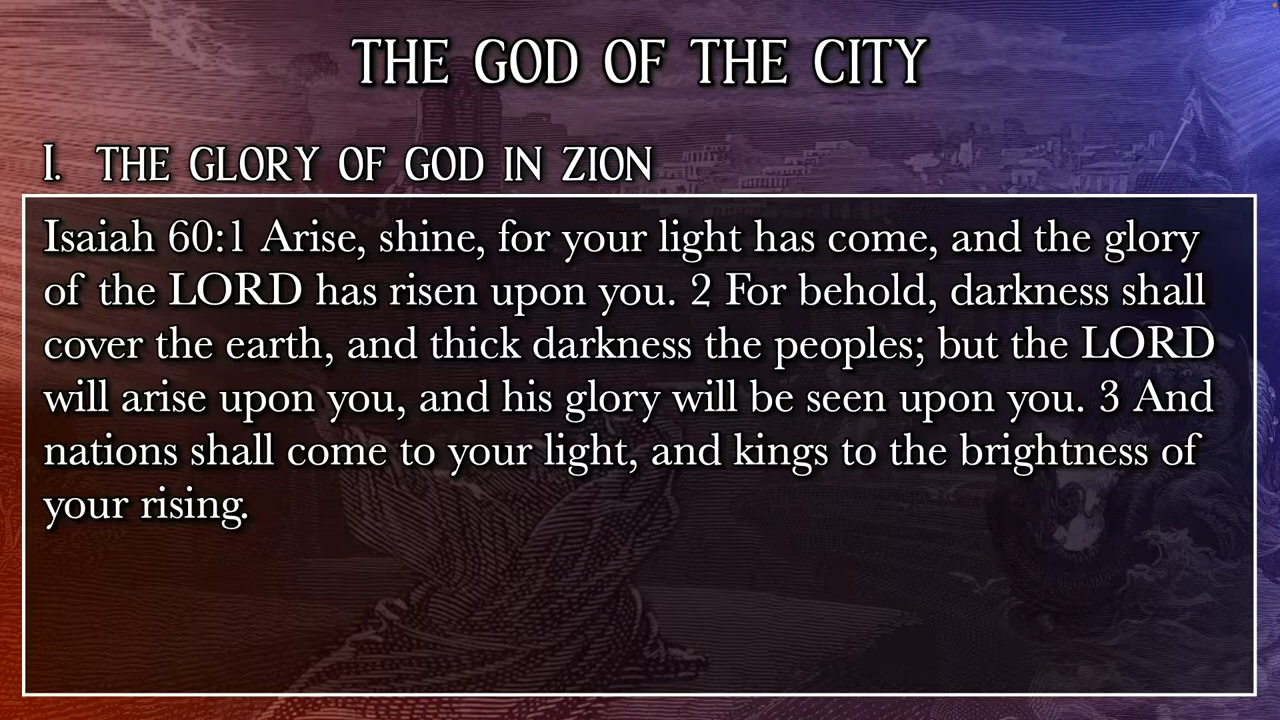 THE GOD OF THE CITY
I. THE GLORY OF GOD IN ZION
Isaiah 60:1 Arise, shine, for your light has come, and the glory
of the LORD has risen upon you. 2 For behold, darkness shall
cover the earth, and thick darkness the peoples; but the LORD
will arise upon you, and his glory will be seen upon you. 3 And
nations shall come to your light, and kings to the brightness of
your rising.